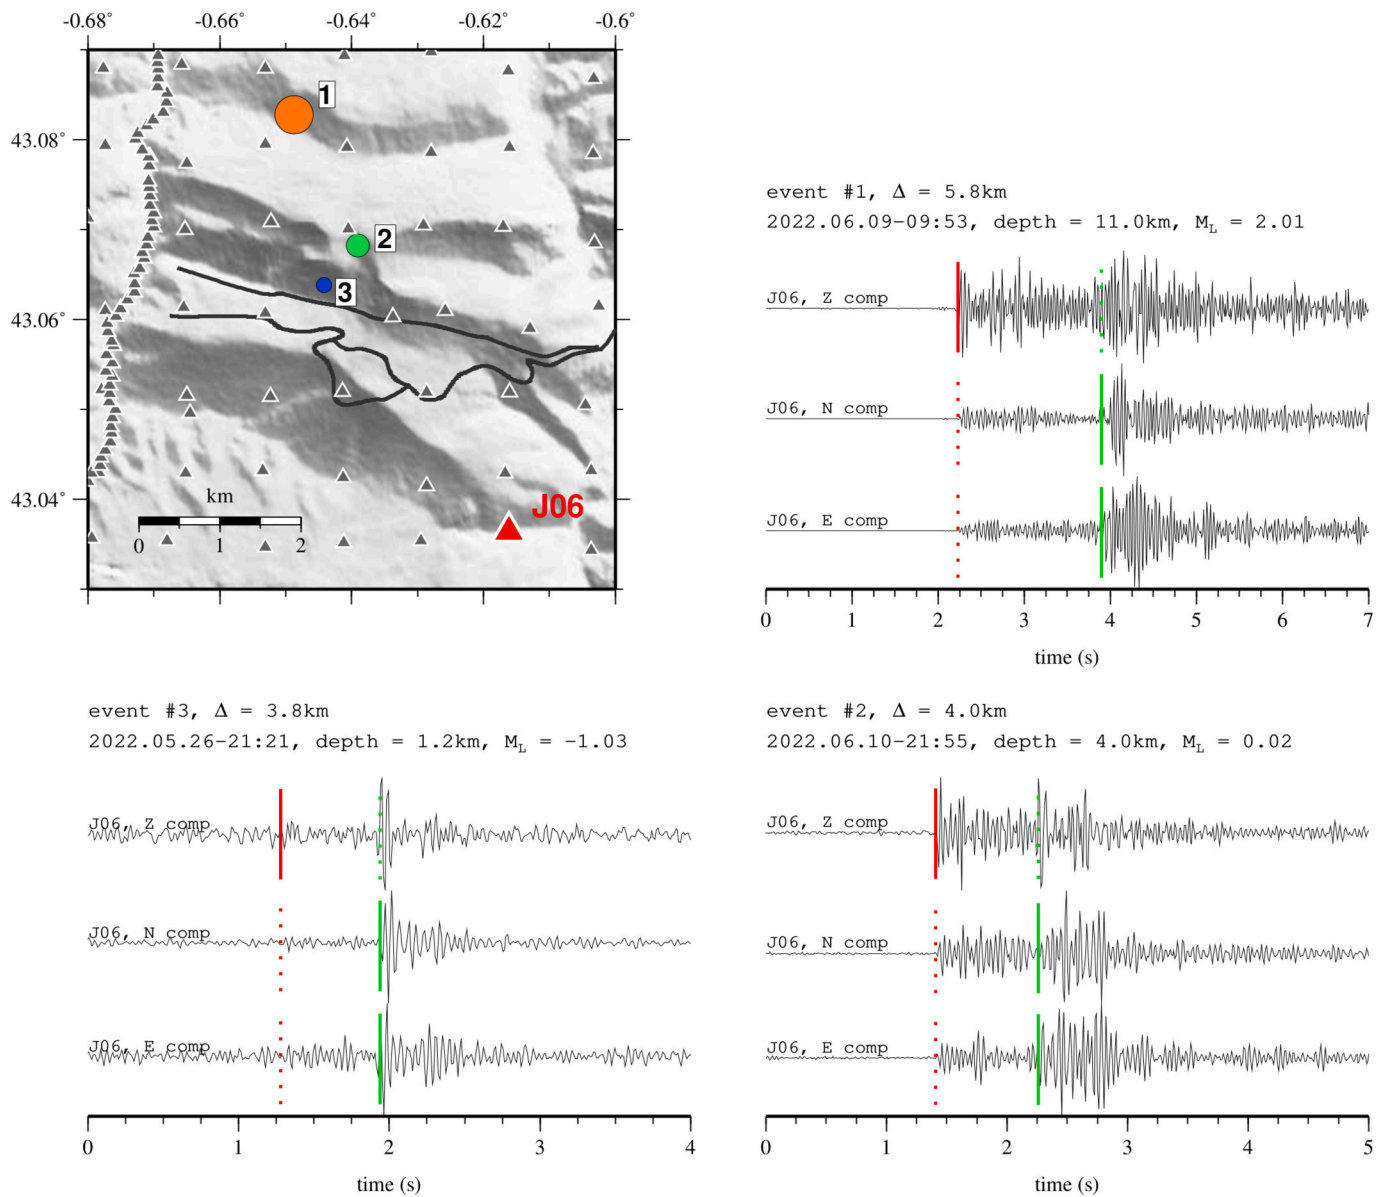 -0.68° -0.66° -0.64° -0.62° -0.6°
43.08°
43.06°
43.04°
1
2
3
J06
km
0 1 2
event #1, Δ = 5.8km
2022.06.09-09:53, depth = 11.0km, M_L = 2.01
J06, Z comp
J06, N comp
J06, E comp
0 1 2 3 4 5 6 7
time (s)
event #3, Δ = 3.8km
2022.05.26-21:21, depth = 1.2km, M_L = -1.03
J06, Z comp
J06, N comp
J06, E comp
0 1 2 3 4
time (s)
event #2, Δ = 4.0km
2022.06.10-21:55, depth = 4.0km, M_L = 0.02
J06, Z comp
J06, N comp
J06, E comp
0 1 2 3 4 5
time (s)